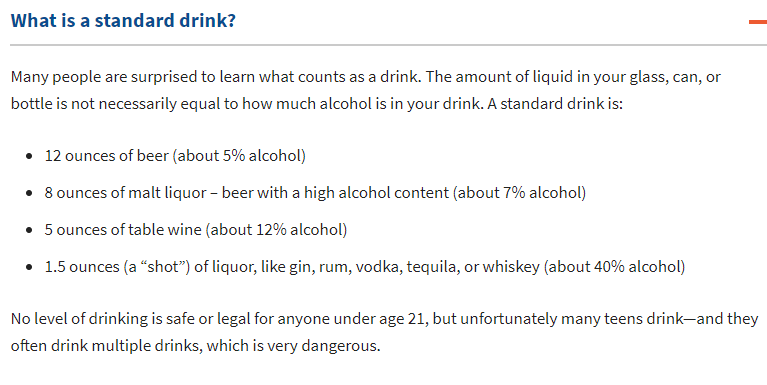 What is a standard drink?
Many people are surprised to learn what counts as a drink. The amount of liquid in your glass, can, or
bottle is not necessarily equal to how much alcohol is in your drink. A standard drink is:
• 12 ounces of beer (about 5% alcohol)
• 8 ounces of malt liquor – beer with a high alcohol content (about 7% alcohol)
• 5 ounces of table wine (about 12% alcohol)
• 1.5 ounces (a “shot”) of liquor, like gin, rum, vodka, tequila, or whiskey (about 40% alcohol)
No level of drinking is safe or legal for anyone under age 21, but unfortunately many teens drink—and they
often drink multiple drinks, which is very dangerous.